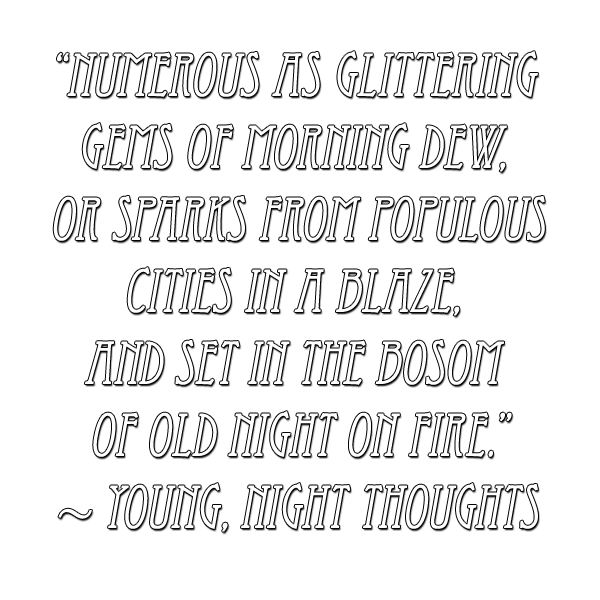 “NUMEROUS AS GLITTERING
GEMS OF MORNING DEW,
OR SPARKS FROM POPULOUS
CITIES IN A BLAZE,
AND SET IN THE BOSOM
OF OLD NIGHT ON FIRE.”
~ YOUNG, NIGHT THOUGHTS